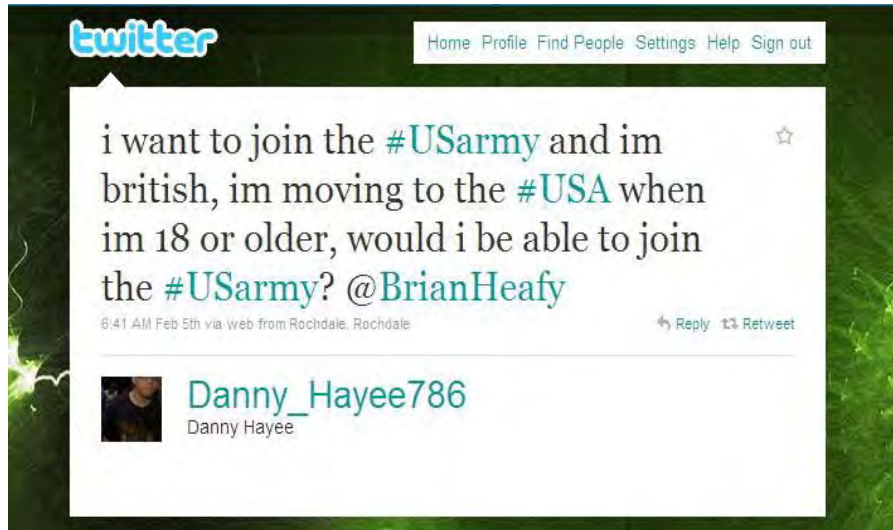 twitter
Home Profile Find People Settings Help Sign out
i want to join the #USarmy and im
british, im moving to the #USA when
im 18 or older, would i be able to join
the #USarmy? @BrianHeafy
6:41 AM Feb 5th via web from Rochdale, Rochdale
Reply Retweet
Danny_Hayee786
Danny Hayee